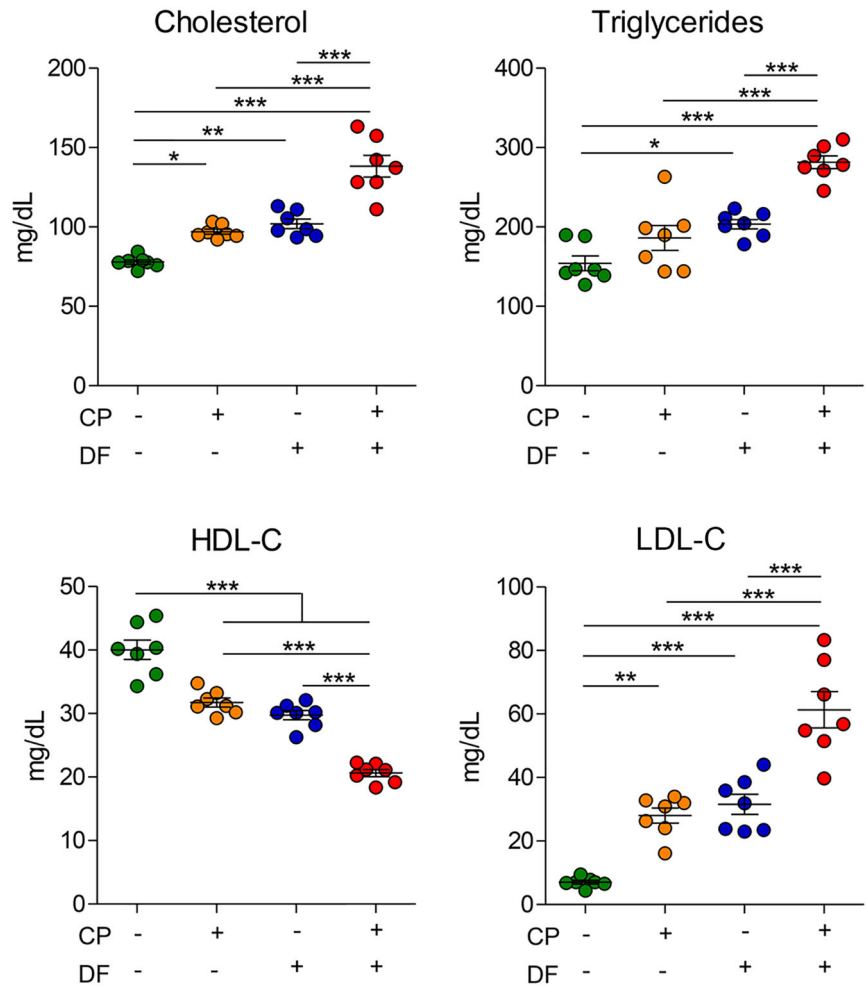 Cholesterol
mg/dL
200
150
100
50
0
***
***
***
**
*
CP - + - +
DF - - + +
Triglycerides
mg/dL
400
300
200
100
0
***
***
***
*
CP - + - +
DF - - + +
HDL-C
mg/dL
50
40
30
20
10
0
***
***
***
CP - + - +
DF - - + +
LDL-C
mg/dL
100
80
60
40
20
0
***
***
***
***
**
CP - + - +
DF - - + +